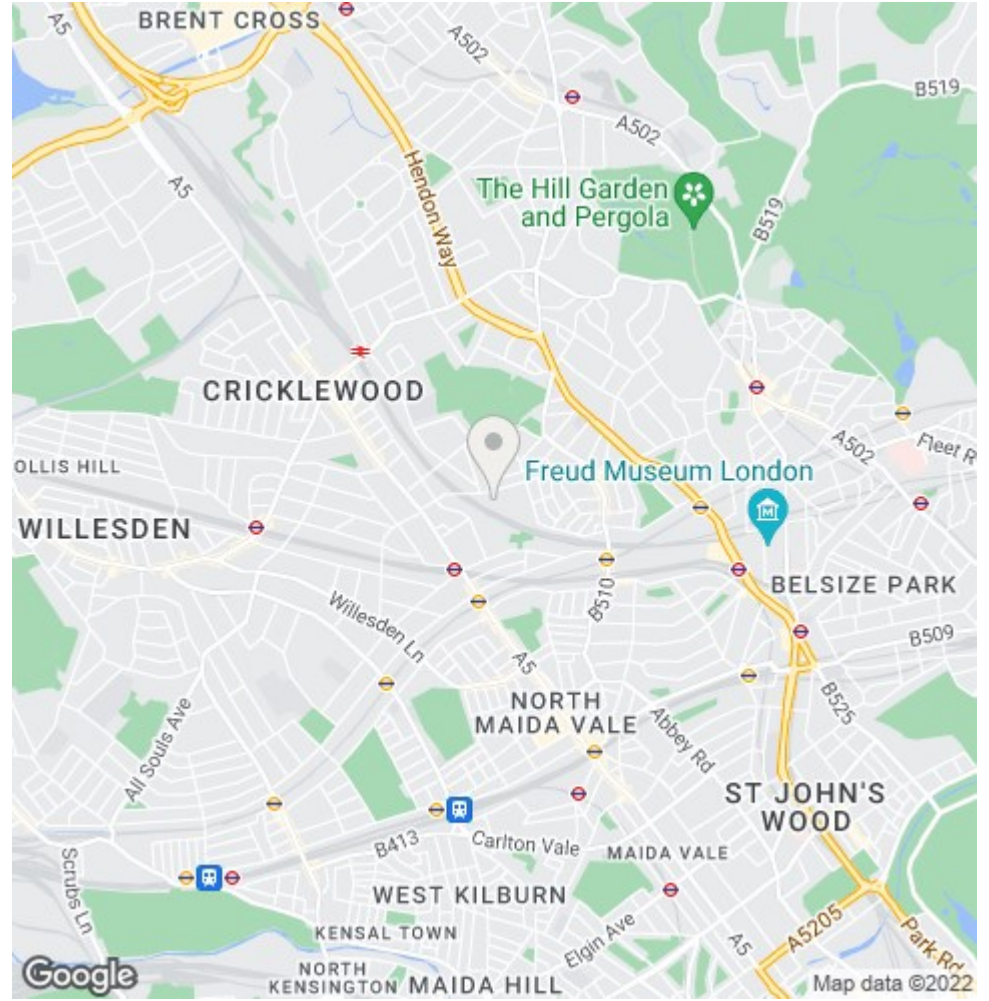 BRENT CROSS
A5
A502
B519
A502
A5
Hendon Way
The Hill Garden
and Pergola
B519
CRICKLEWOOD
A502
Fleet R
OLLIS HILL
Freud Museum London
WILLESDEN
BELSIZE PARK
B510
Willesden Ln
B509
A5
NORTH
MAIDA VALE
Abbey Rd
B525
All Souls Ave
ST JOHN'S
WOOD
B413
Carlton Vale
MAIDA VALE
Scrubs Ln
WEST KILBURN
KENSAL TOWN
Elgin Ave
A5
A5205
Park Rd
NORTH
KENSINGTON
MAIDA HILL
Google
Map data ©2022